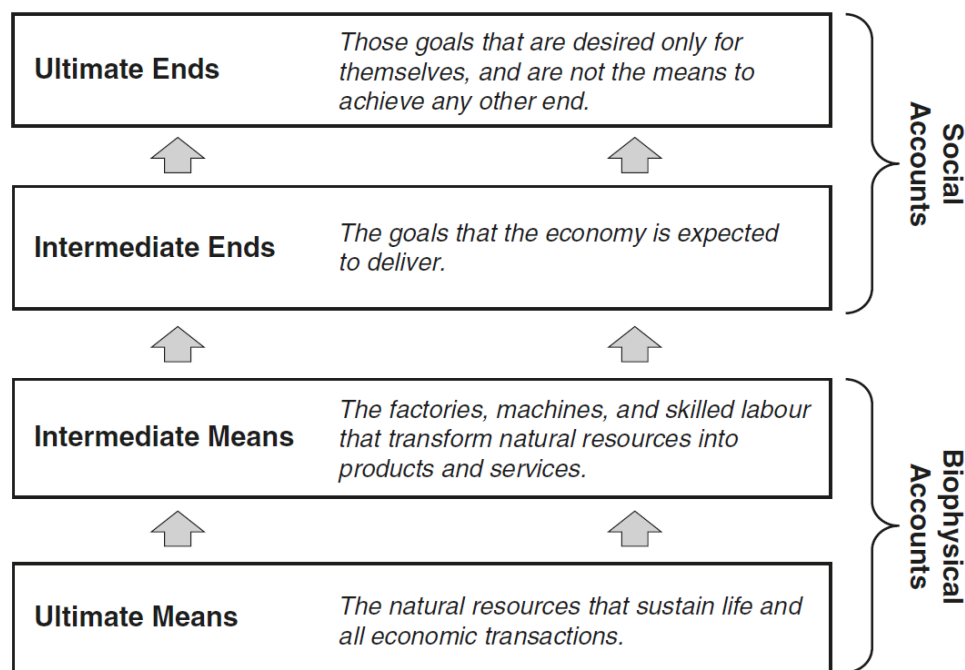 Ultimate Ends
Those goals that are desired only for
themselves, and are not the means to
achieve any other end.
Intermediate Ends
The goals that the economy is expected
to deliver.
Social
Accounts
Intermediate Means
The factories, machines, and skilled labour
that transform natural resources into
products and services.
Ultimate Means
The natural resources that sustain life and
all economic transactions.
Biophysical
Accounts